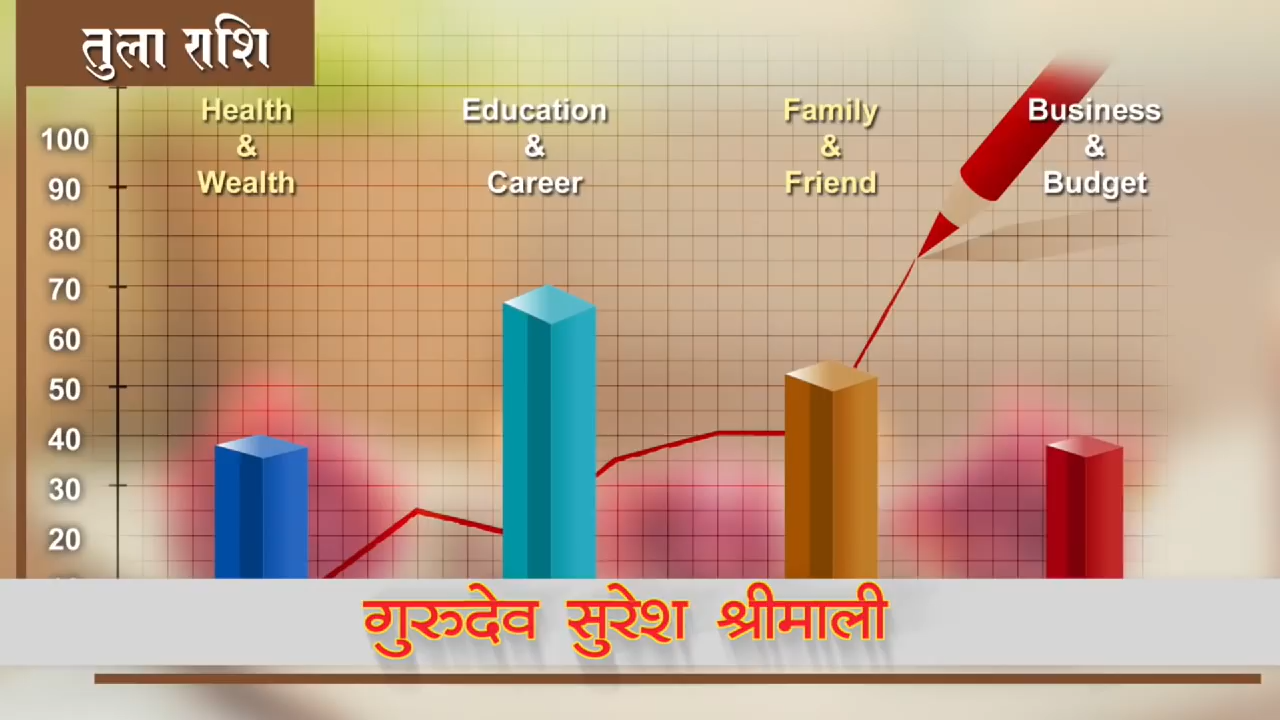 तुला राशि
Health & Wealth
Education & Career
Family & Friend
Business & Budget
100
90
80
70
60
50
40
30
20
गुरुदेव सुरेश श्रीमाली